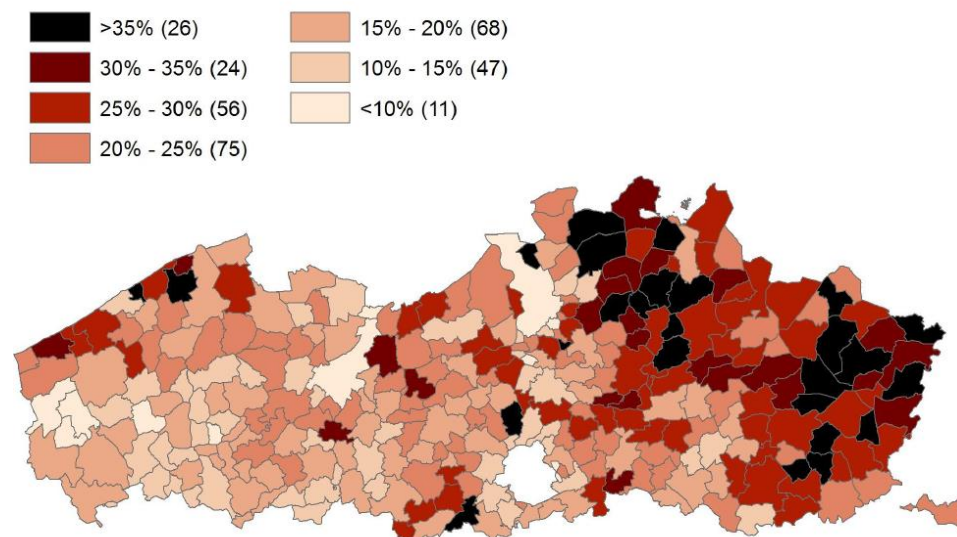 >35% (26)
30% - 35% (24)
25% - 30% (56)
20% - 25% (75)
15% - 20% (68)
10% - 15% (47)
<10% (11)